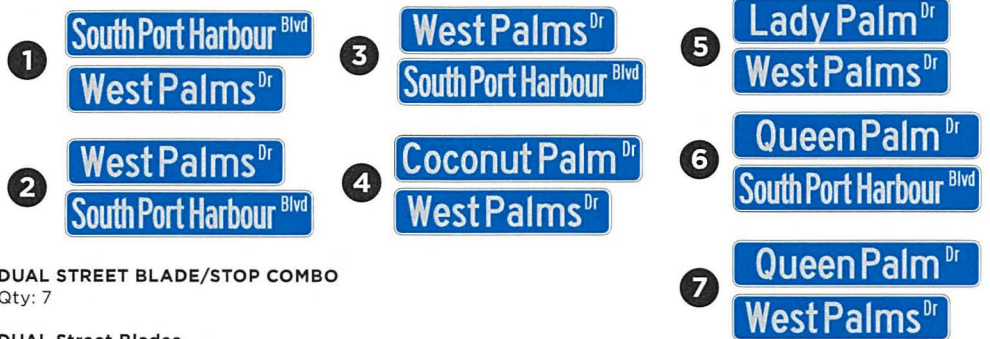 1
South Port Harbour Blvd
West Palms Dr
2
West Palms Dr
South Port Harbour Blvd
3
West Palms Dr
South Port Harbour Blvd
4
Coconut Palm Dr
West Palms Dr
5
Lady Palm Dr
West Palms Dr
6
Queen Palm Dr
South Port Harbour Blvd
7
Queen Palm Dr
West Palms Dr
DUAL STREET BLADE/STOP COMBO
Qty: 7
DUAL Street Blades